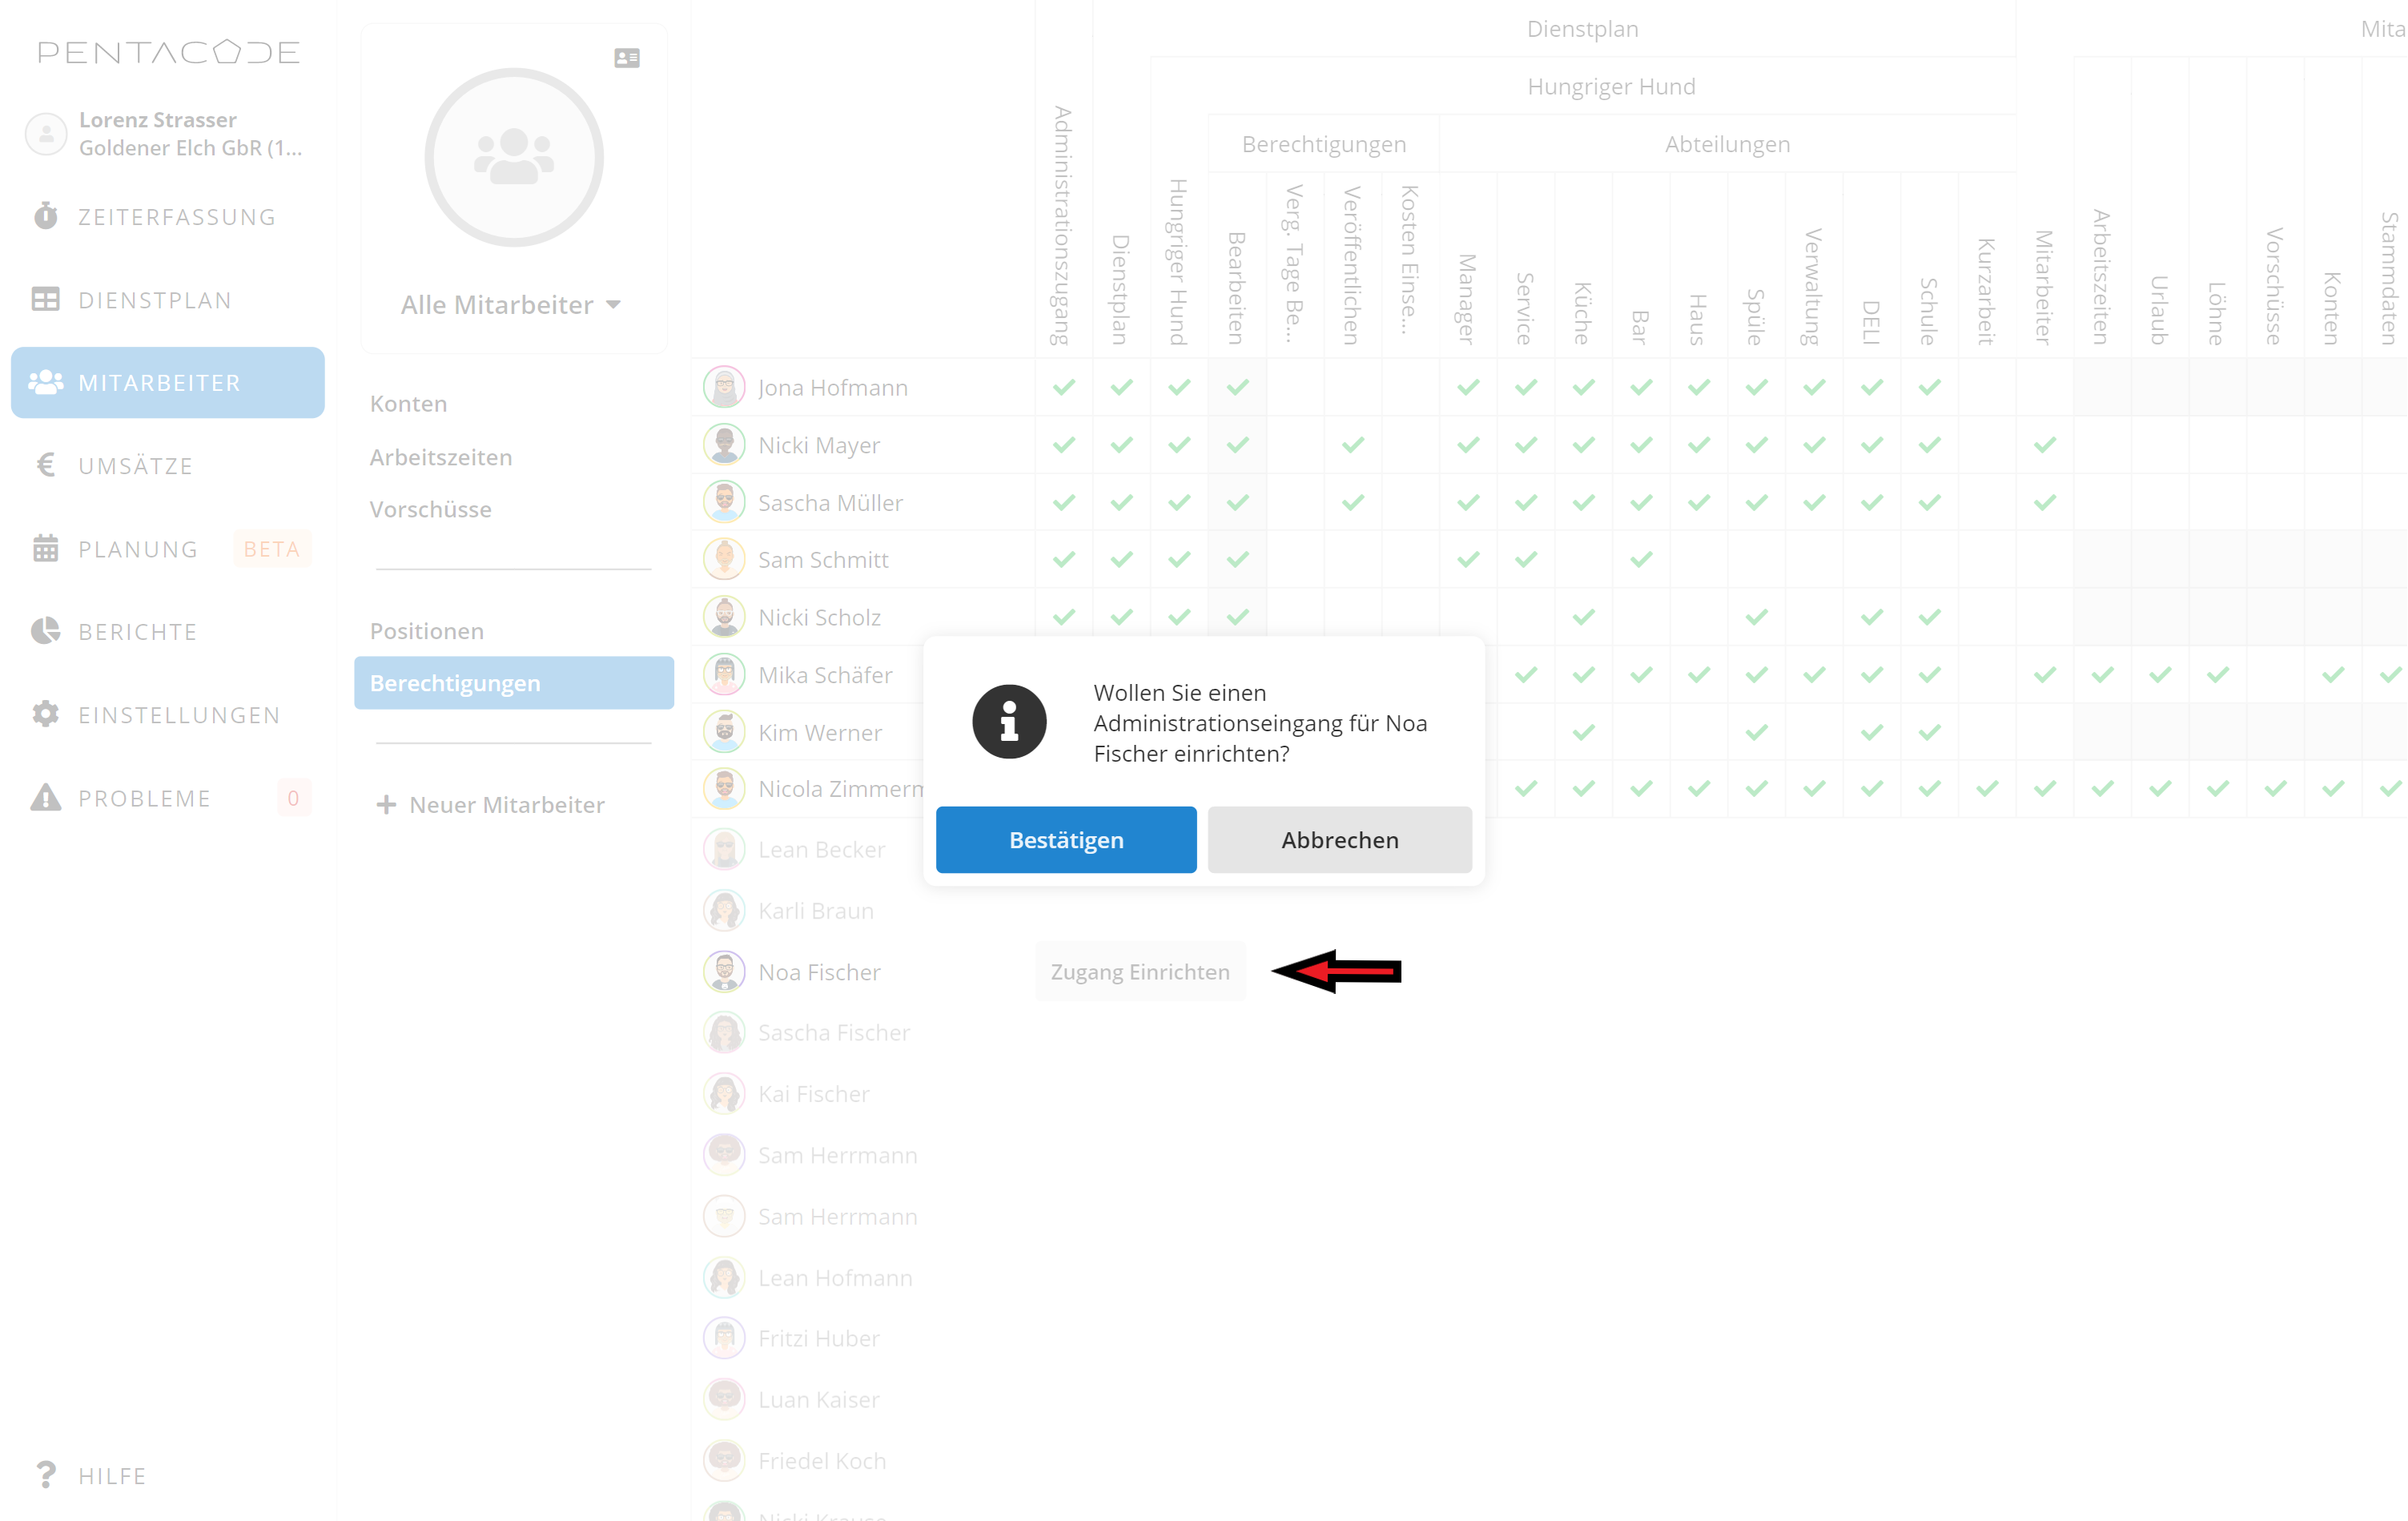 PENTACODE
Lorenz Strasser
Goldener Elch GbR (1...
ZEITERFASSUNG
DIENSTPLAN
MITARBEITER
UMSÄTZE
PLANUNG BETA
BERICHTE
EINSTELLUNGEN
PROBLEME 0
HILFE
Alle Mitarbeiter
Konten
Arbeitszeiten
Vorschüsse
Positionen
Berechtigungen
Neuer Mitarbeiter
Dienstplan
Mita
Hungriger Hund
Berechtigungen
Abteilungen
Administrationszugang
Dienstplan
Hungriger Hund
Bearbeiten
Verg. Tage Be...
Veröffentlichen
Kosten Einse...
Manager
Service
Küche
Bar
Haus
Spüle
Verwaltung
DELI
Schule
Kurzarbeit
Mitarbeiter
Arbeitszeiten
Urlaub
Löhne
Vorschüsse
Konten
Stammdaten
Jona Hofmann
Nicki Mayer
Sascha Müller
Sam Schmitt
Nicki Scholz
Mika Schäfer
Kim Werner
Nicola Zimmerm
Lean Becker
Karli Braun
Noa Fischer
Zugang Einrichten
Sascha Fischer
Kai Fischer
Sam Herrmann
Sam Herrmann
Lean Hofmann
Fritzi Huber
Luan Kaiser
Friedel Koch
Nicki Krause
Wollen Sie einen
Administrationseingang für Noa
Fischer einrichten?
Bestätigen
Abbrechen